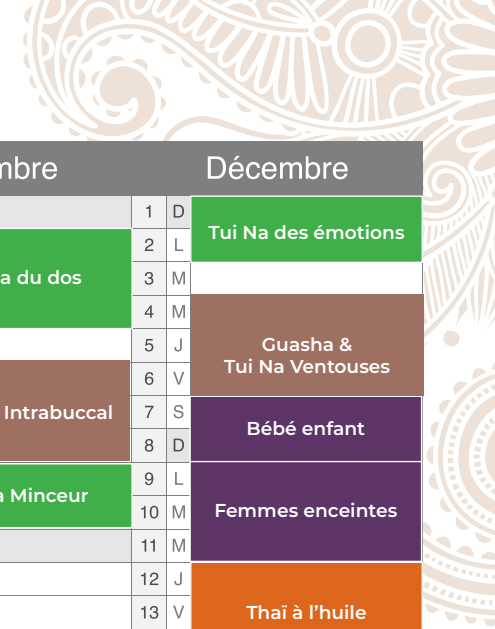 mbre
Décembre
1 D
Tui Na des émotions
2 L
a du dos
3 M
4 M
5 J
Guasha &
Tui Na Ventouses
6 V
Intrabuccal
7 S
Bébé enfant
8 D
9 L
a Minceur
10 M
Femmes enceintes
11 M
12 J
13 V
Thaï à l’huile